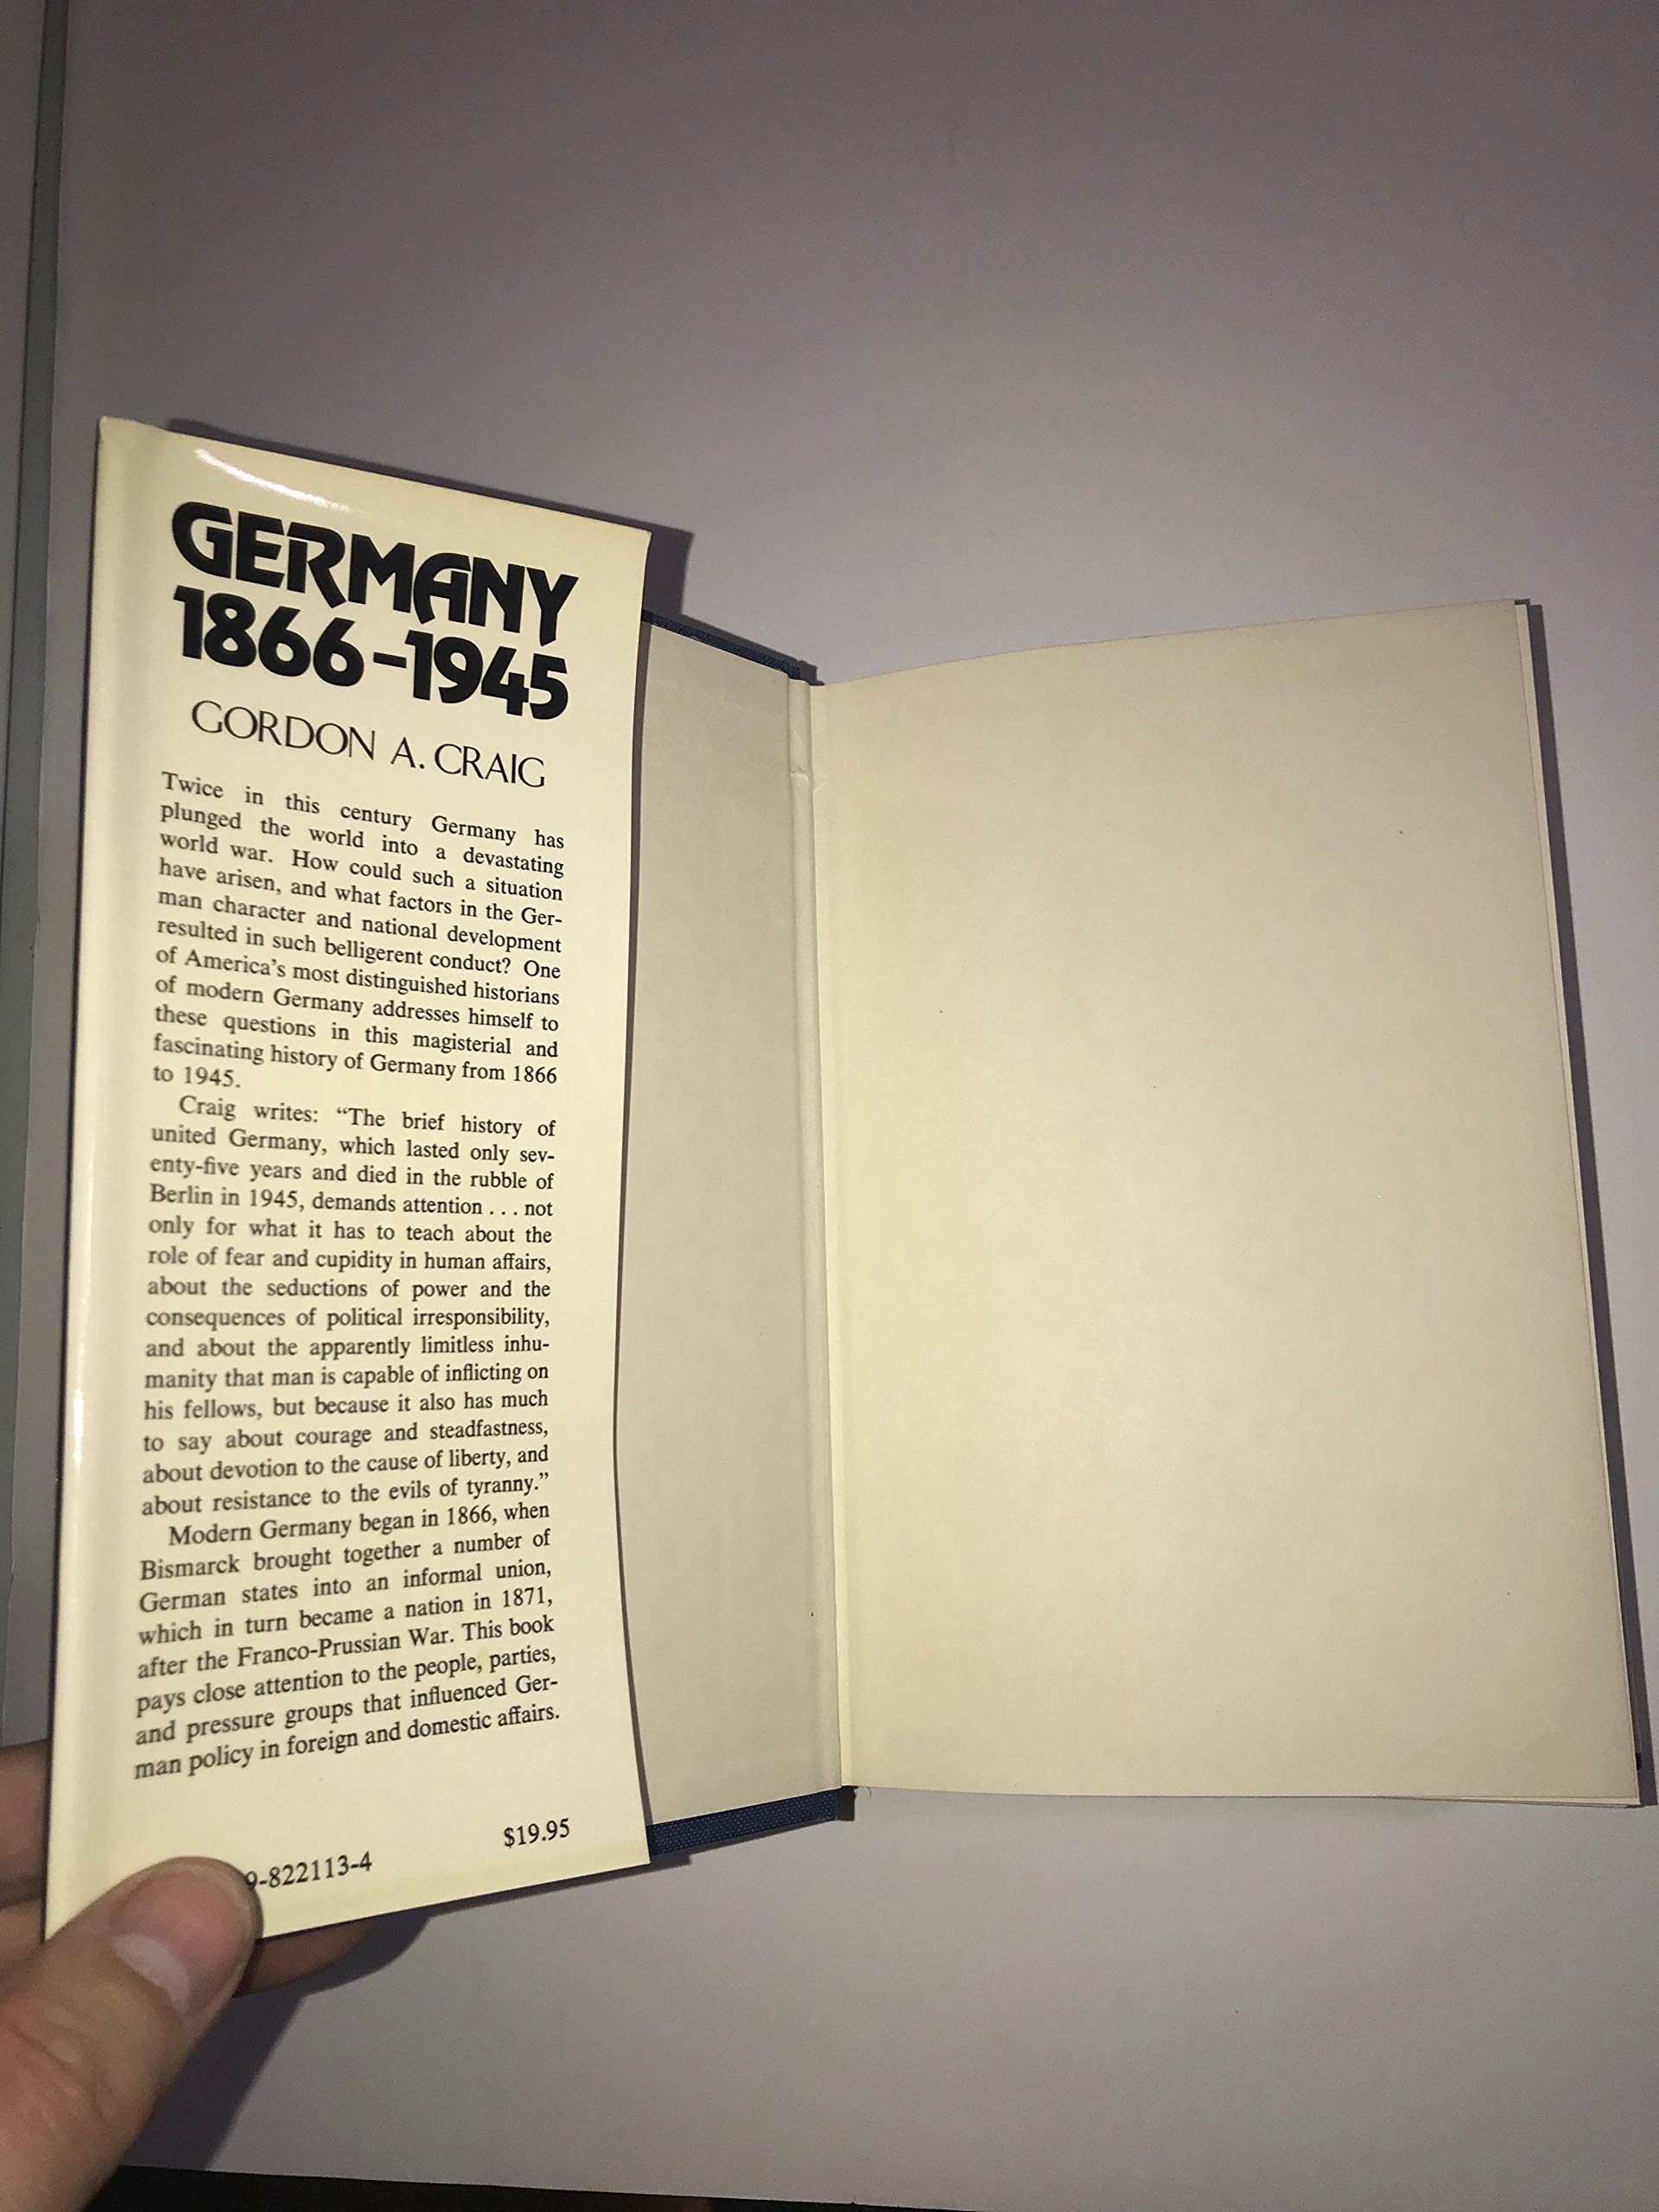 GERMANY
1866-1945
GORDON A. CRAIG
Twice in this century Germany has
plunged the world into a devastating
world war. How could such a situation
have arisen, and what factors in the Ger-
man character and national development
resulted in such belligerent conduct? One
of America's most distinguished historians
of modern Germany addresses himself to
these questions in this magisterial and
fascinating history of Germany from 1866
to 1945.
Craig writes: “The brief history of
united Germany, which lasted only sev-
enty-five years and died in the rubble of
Berlin in 1945, demands attention . . . not
only for what it has to teach about the
role of fear and cupidity in human affairs,
about the seductions of power and the
consequences of political irresponsibility,
and about the apparently limitless inhu-
manity that man is capable of inflicting on
his fellows, but because it also has much
to say about courage and steadfastness,
about devotion to the cause of liberty, and
about resistance to the evils of tyranny.”
Modern Germany began in 1866, when
Bismarck brought together a number of
German states into an informal union,
which in turn became a nation in 1871,
after the Franco-Prussian War. This book
pays close attention to the people, parties,
and pressure groups that influenced Ger-
man policy in foreign and domestic affairs.
$19.95
9-822113-4